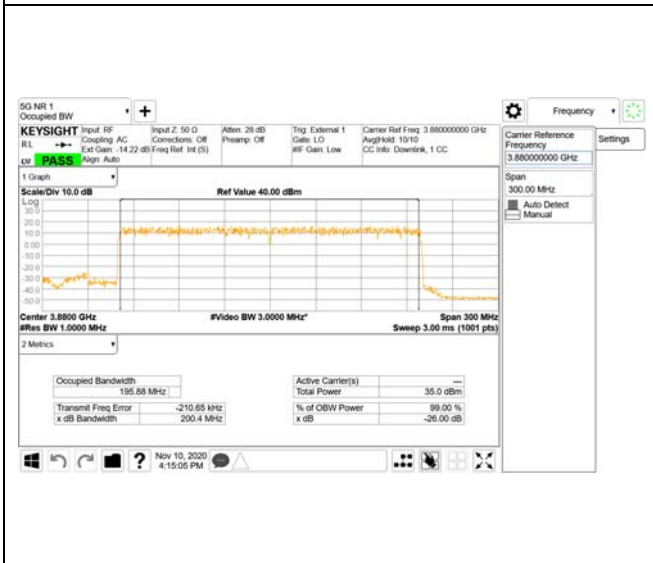 5G NR 1
Occupied BW
+
Frequency
KEYSIGHT
Input: RF
Coupling: AC
Ext Gain: -14.22 dB
Align: Auto
Input Z: 50 Ω
Corrections: Off
Freq Ref: Int (S)
Atten: 28 dB
Preamp: Off
Trig: External 1
Gate: LO
#IF Gain: Low
Carrier Ref Freq: 3.880000000 GHz
Avg|Hold: 10/10
CC Info: Downlink, 1 CC
RL
PASS
Carrier Reference
Frequency
3.880000000 GHz
Settings
Span
300.00 MHz
Auto Detect
Manual
1 Graph
Scale/Div 10.0 dB
Ref Value 40.00 dBm
Log
30.0
20.0
10.0
0.00
-10.0
-20.0
-30.0
-40.0
-50.0
Center 3.8800 GHz
#Video BW 3.0000 MHz*
Span 300 MHz
#Res BW 1.0000 MHz
Sweep 3.00 ms (1001 pts)
2 Metrics
Occupied Bandwidth
195.88 MHz
Active Carrier(s) ---
Total Power 35.0 dBm
Transmit Freq Error -210.65 kHz
% of OBW Power 99.00 %
x dB Bandwidth 200.4 MHz
x dB -26.00 dB
?
Nov 10, 2020
4:15:05 PM